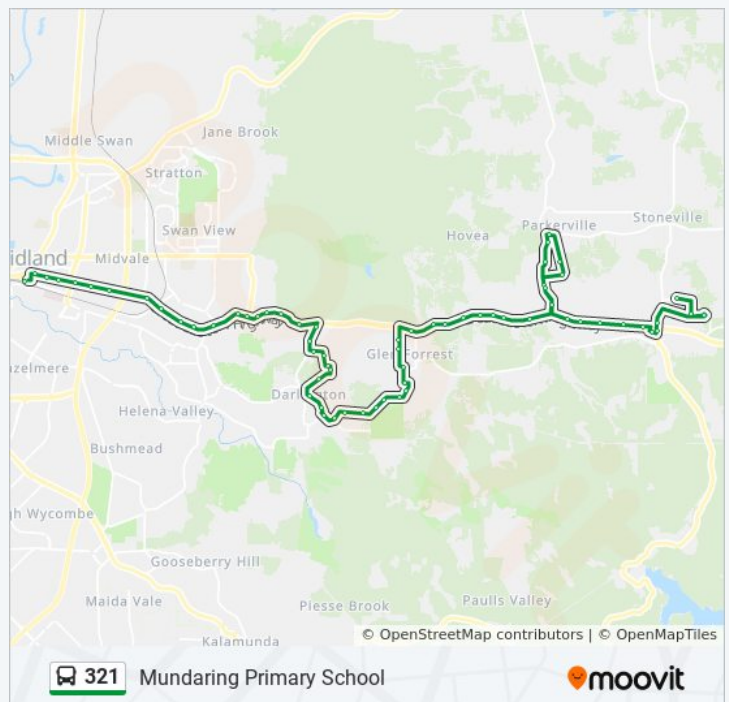 Jane Brook
Middle Swan
Stratton
Swan View
Parkerville
Stoneville
Hovea
idland
Midvale
Glen Forrest
azelmere
Darlington
Helena Valley
Bushmead
gh Wycombe
Gooseberry Hill
Maida Vale
Piesse Brook
Paulls Valley
© OpenStreetMap contributors | © OpenMapTiles
Kalamunda
321 Mundaring Primary School
moovit